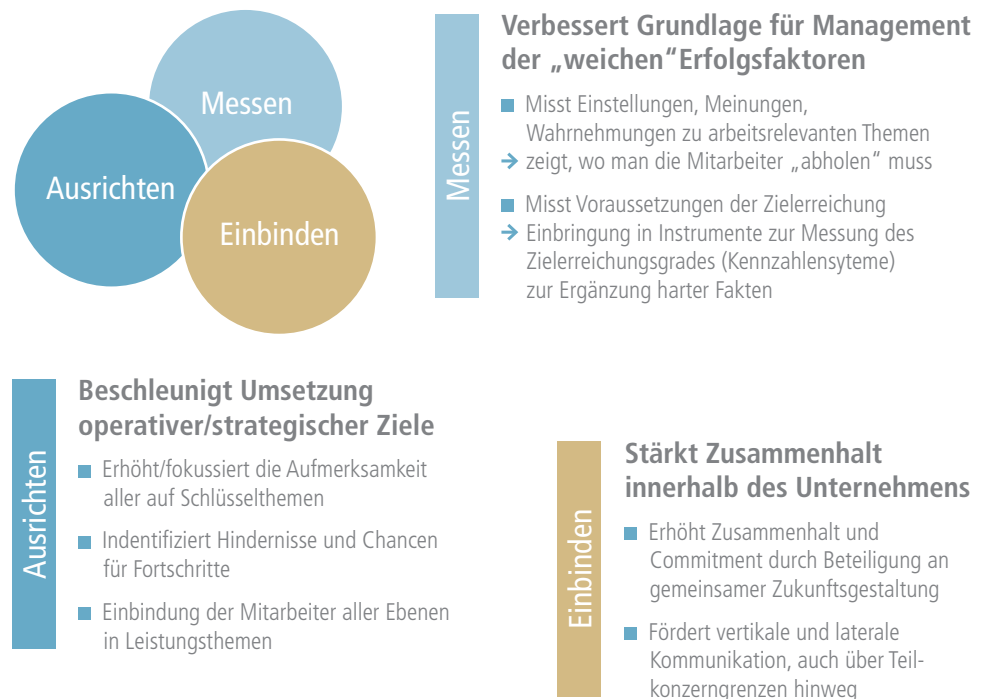 Messen
Ausrichten
Einbinden
Messen
Verbessert Grundlage für Management
der „weichen“Erfolgsfaktoren
Misst Einstellungen, Meinungen,
Wahrnehmungen zu arbeitsrelevanten Themen
→ zeigt, wo man die Mitarbeiter „abholen“ muss
Misst Voraussetzungen der Zielerreichung
→ Einbringung in Instrumente zur Messung des
Zielerreichungsgrades (Kennzahlensyteme)
zur Ergänzung harter Fakten
Ausrichten
Beschleunigt Umsetzung
operativer/strategischer Ziele
Erhöht/fokussiert die Aufmerksamkeit
aller auf Schlüsselthemen
Indentifiziert Hindernisse und Chancen
für Fortschritte
Einbindung der Mitarbeiter aller Ebenen
in Leistungsthemen
Einbinden
Stärkt Zusammenhalt
innerhalb des Unternehmens
Erhöht Zusammenhalt und
Commitment durch Beteiligung an
gemeinsamer Zukunftsgestaltung
Fördert vertikale und laterale
Kommunikation, auch über Teil-
konzerngrenzen hinweg